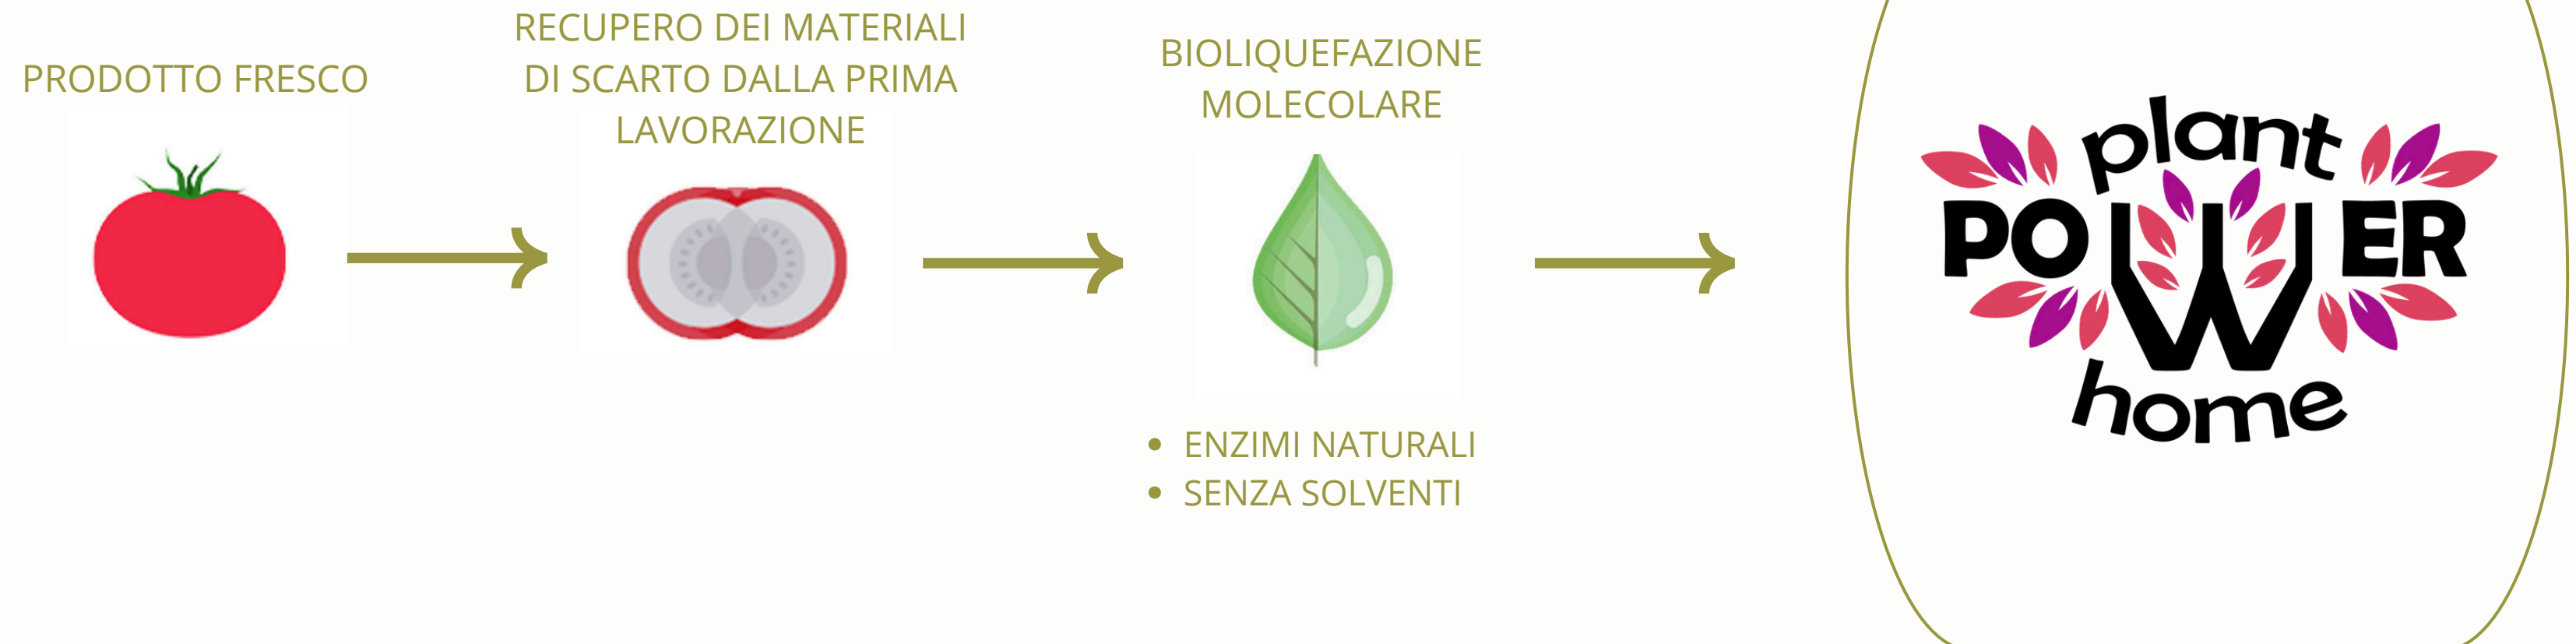 PRODOTTO FRESCO
RECUPERO DEI MATERIALI
DI SCARTO DALLA PRIMA
LAVORAZIONE
BIOLIQUEFAZIONE
MOLECOLARE
• ENZIMI NATURALI
• SENZA SOLVENTI
plant
POWER
home